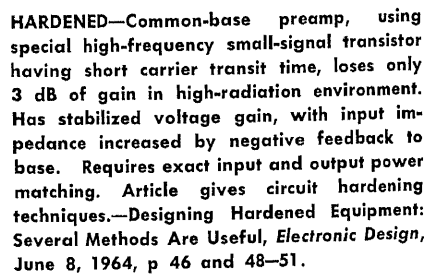 HARDENED—Common-base preamp, using
special high-frequency small-signal transistor
having short carrier transit time, loses only
3 dB of gain in high-radiation environment.
Has stabilized voltage gain, with input im-
pedance increased by negative feedback to
base. Requires exact input and output power
matching. Article gives circuit hardening
techniques.—Designing Hardened Equipment:
Several Methods Are Useful, Electronic Design,
June 8, 1964, p 46 and 48—51.